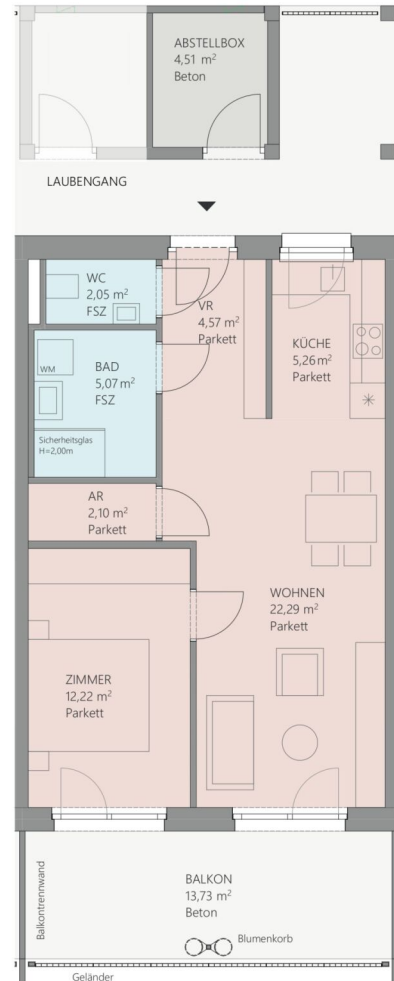 ABSTELLBOX
4,51 m²
Beton
LAUBENGANG
WC
2,05 m²
FSZ
VR
4,57 m²
Parkett
KÜCHE
5,26 m²
Parkett
BAD
5,07 m²
FSZ
WM
Sicherheitsglas
H=2,00m
AR
2,10 m²
Parkett
WOHNEN
22,29 m²
Parkett
ZIMMER
12,22 m²
Parkett
Balkontrennwand
BALKON
13,73 m²
Beton
Blumenkorb
Geländer